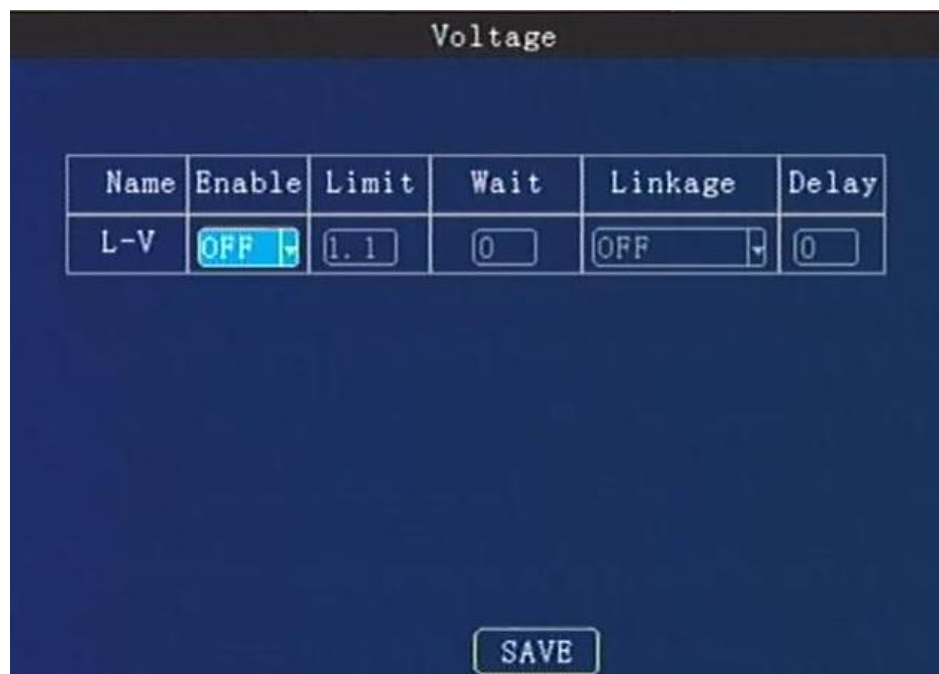 Voltage
Name Enable Limit Wait Linkage Delay
L-V OFF 1.1 0 OFF 0
SAVE